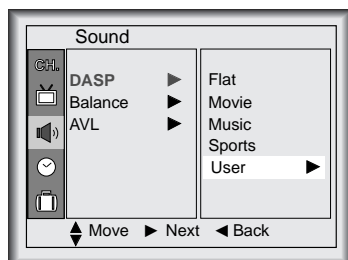 Sound
CH.
DASP ▶
Balance ▶
AVL ▶
Flat
Movie
Music
Sports
User ▶
▲▼ Move ▶ Next ◀ Back